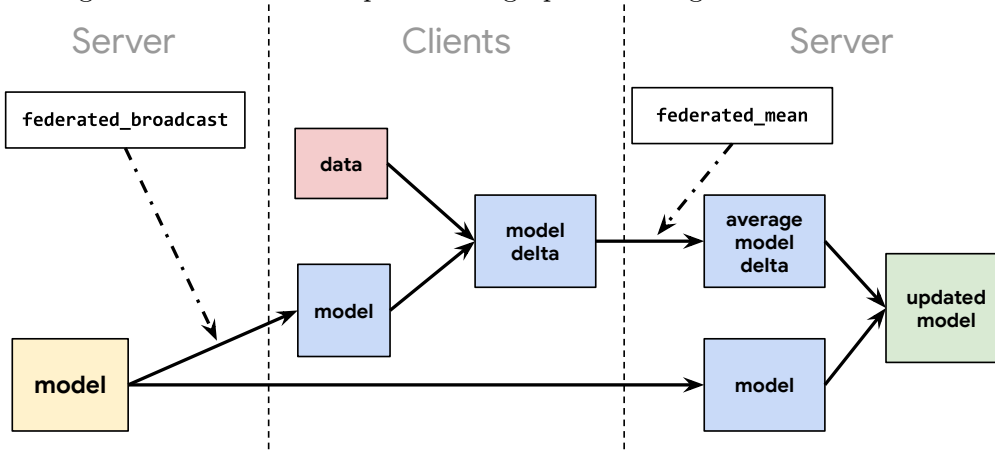 Server
Clients
Server
federated_broadcast
federated_mean
data
model
delta
average
model
delta
model
updated
model
model
model